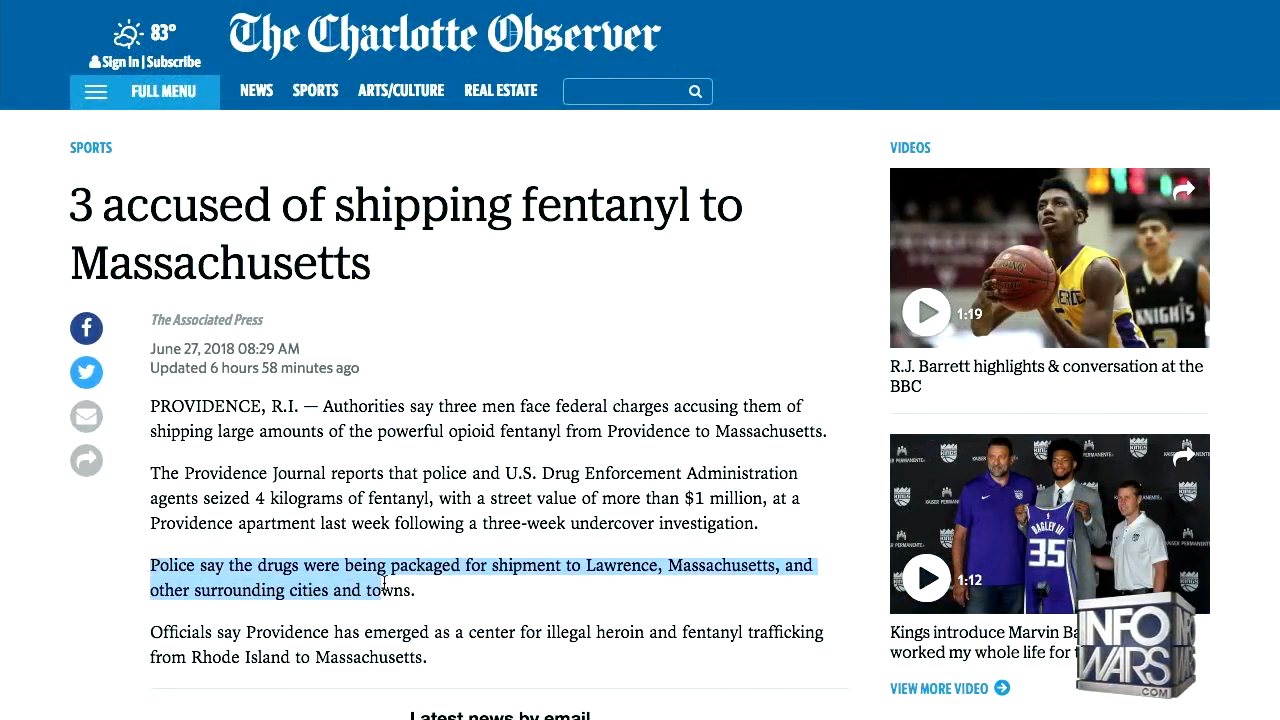 83°
Sign In | Subscribe
The Charlotte Observer
FULL MENU
NEWS
SPORTS
ARTS/CULTURE
REAL ESTATE
SPORTS
3 accused of shipping fentanyl to
Massachusetts
The Associated Press
June 27, 2018 08:29 AM
Updated 6 hours 58 minutes ago
PROVIDENCE, R.I. — Authorities say three men face federal charges accusing them of
shipping large amounts of the powerful opioid fentanyl from Providence to Massachusetts.
The Providence Journal reports that police and U.S. Drug Enforcement Administration
agents seized 4 kilograms of fentanyl, with a street value of more than $1 million, at a
Providence apartment last week following a three-week undercover investigation.
Police say the drugs were being packaged for shipment to Lawrence, Massachusetts, and
other surrounding cities and towns.
Officials say Providence has emerged as a center for illegal heroin and fentanyl trafficking
from Rhode Island to Massachusetts.
Latest news by email
VIDEOS
KNIGHTS
1:19
R.J. Barrett highlights & conversation at the
BBC
KINGS
KAISER PERMANENTE
BAGLEY III
35
1:12
Kings introduce Marvin
worked my whole life for
VIEW MORE VIDEO
INFO
WARS
.COM